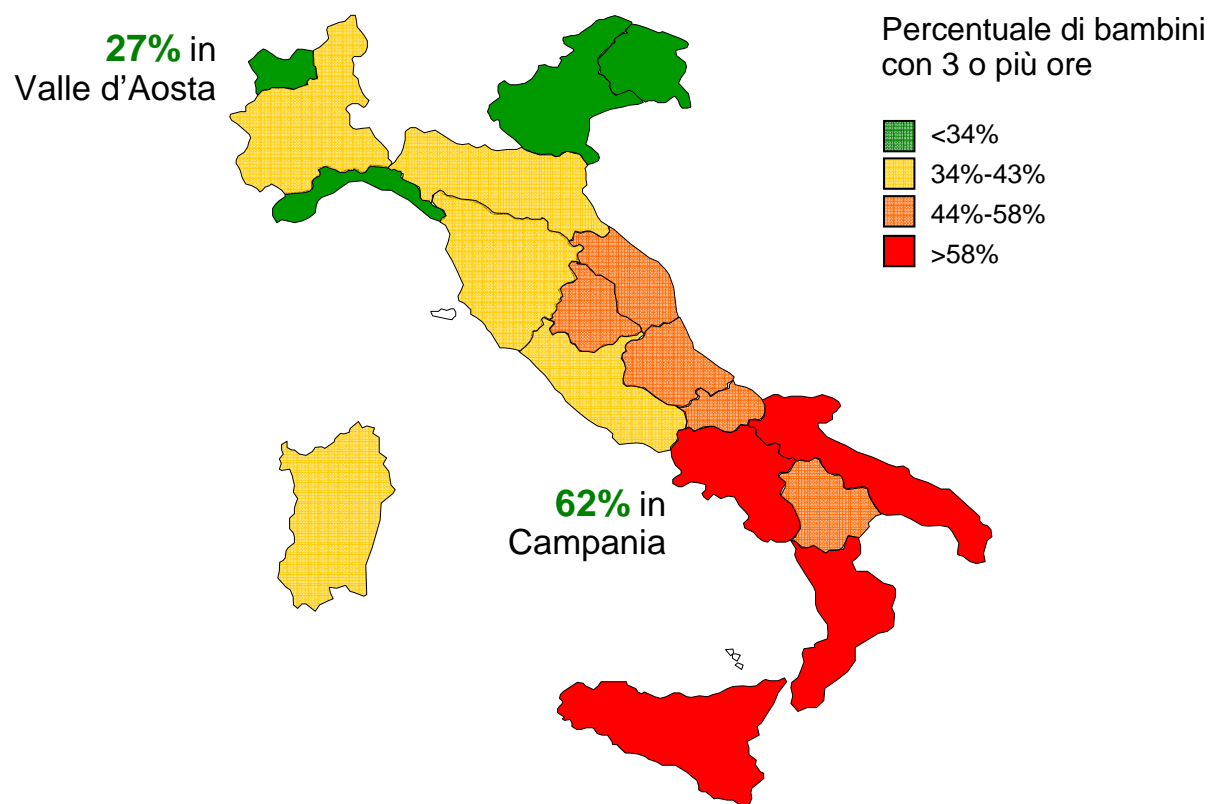 27% in
Valle d'Aosta
Percentuale di bambini
con 3 o più ore
<34%
34%-43%
44%-58%
>58%
62% in
Campania